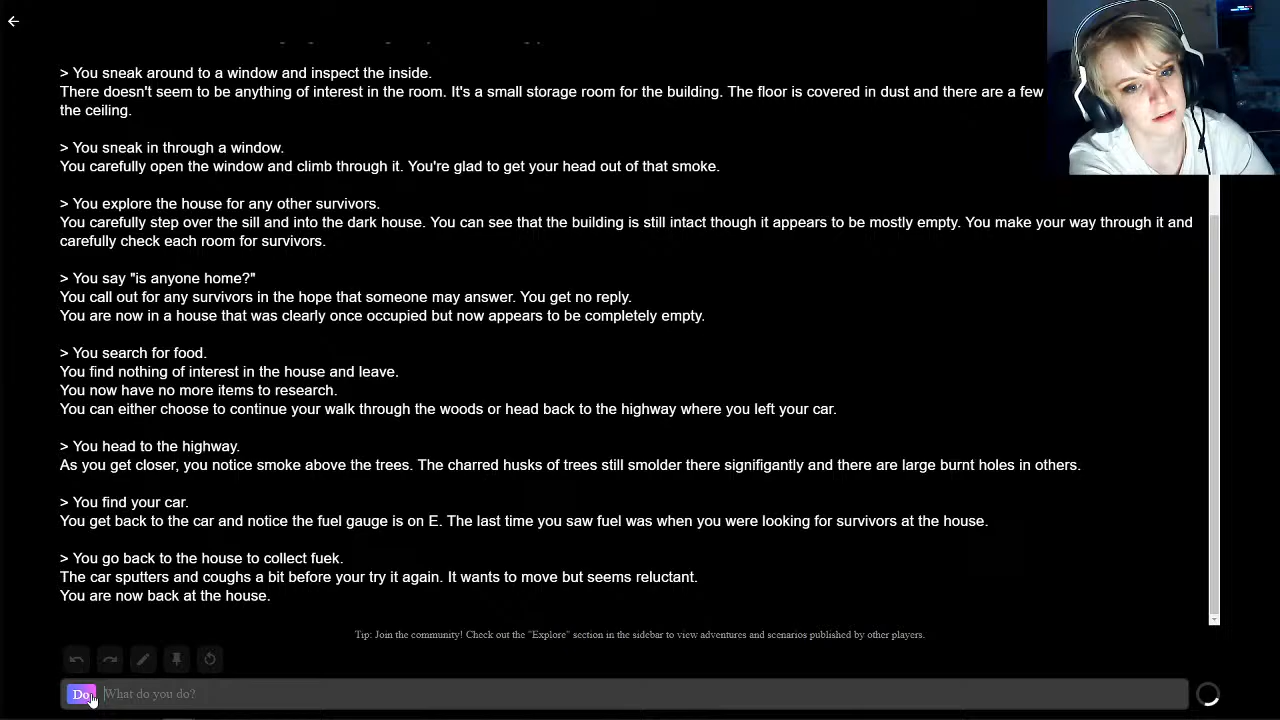 > You sneak around to a window and inspect the inside.
There doesn't seem to be anything of interest in the room. It's a small storage room for the building. The floor is covered in dust and there are a few
the ceiling.
> You sneak in through a window.
You carefully open the window and climb through it. You're glad to get your head out of that smoke.
> You explore the house for any other survivors.
You carefully step over the sill and into the dark house. You can see that the building is still intact though it appears to be mostly empty. You make your way through it and
carefully check each room for survivors.
> You say "is anyone home?"
You call out for any survivors in the hope that someone may answer. You get no reply.
You are now in a house that was clearly once occupied but now appears to be completely empty.
> You search for food.
You find nothing of interest in the house and leave.
You now have no more items to research.
You can either choose to continue your walk through the woods or head back to the highway where you left your car.
> You head to the highway.
As you get closer, you notice smoke above the trees. The charred husks of trees still smolder there signifigantly and there are large burnt holes in others.
> You find your car.
You get back to the car and notice the fuel gauge is on E. The last time you saw fuel was when you were looking for survivors at the house.
> You go back to the house to collect fuek.
The car sputters and coughs a bit before your try it again. It wants to move but seems reluctant.
You are now back at the house.
Tip: Join the community! Check out the "Explore" section in the sidebar to view adventures and scenarios published by other players.
Do What do you do?